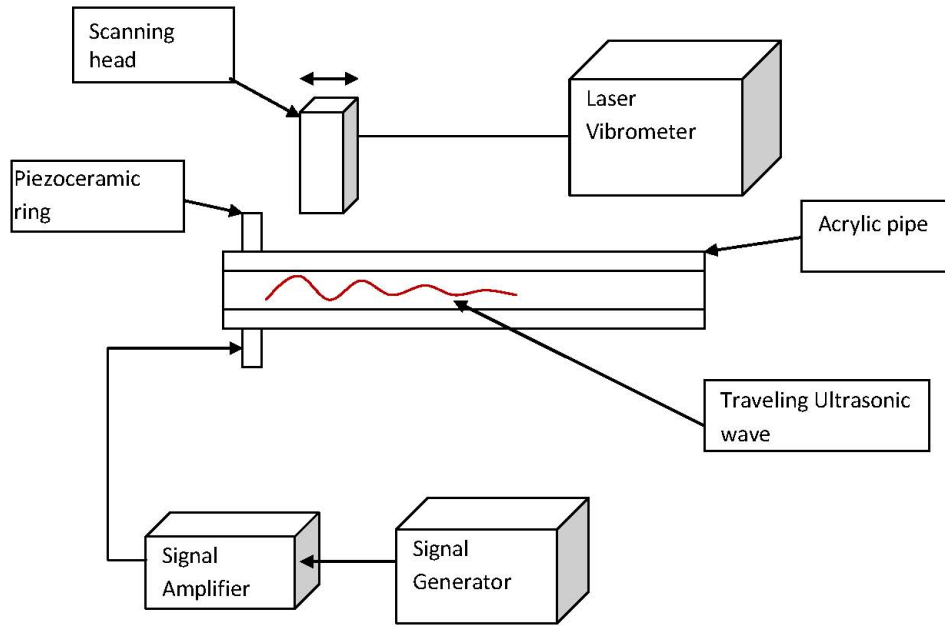 Scanning
head
Laser
Vibrometer
Piezoceramic
ring
Acrylic pipe
Traveling Ultrasonic
wave
Signal
Amplifier
Signal
Generator